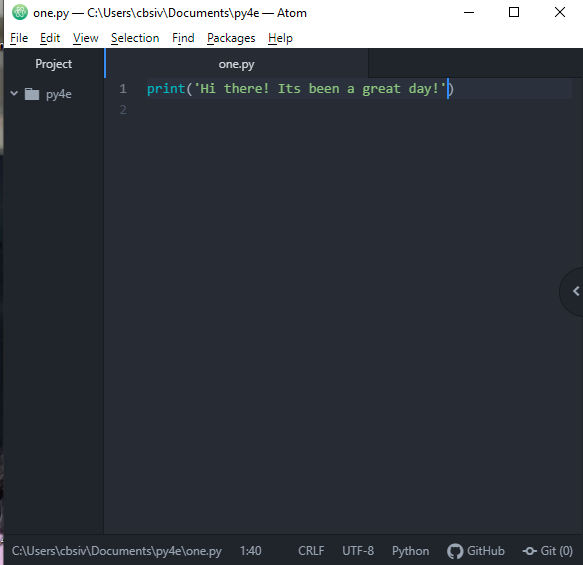 one.py — C:\Users\cbsiv\Documents\py4e — Atom
File Edit View Selection Find Packages Help
Project one.py
py4e
1 print('Hi there! Its been a great day!')
2
C:\Users\cbsiv\Documents\py4e\one.py 1:40 CRLF UTF-8 Python GitHub Git (0)